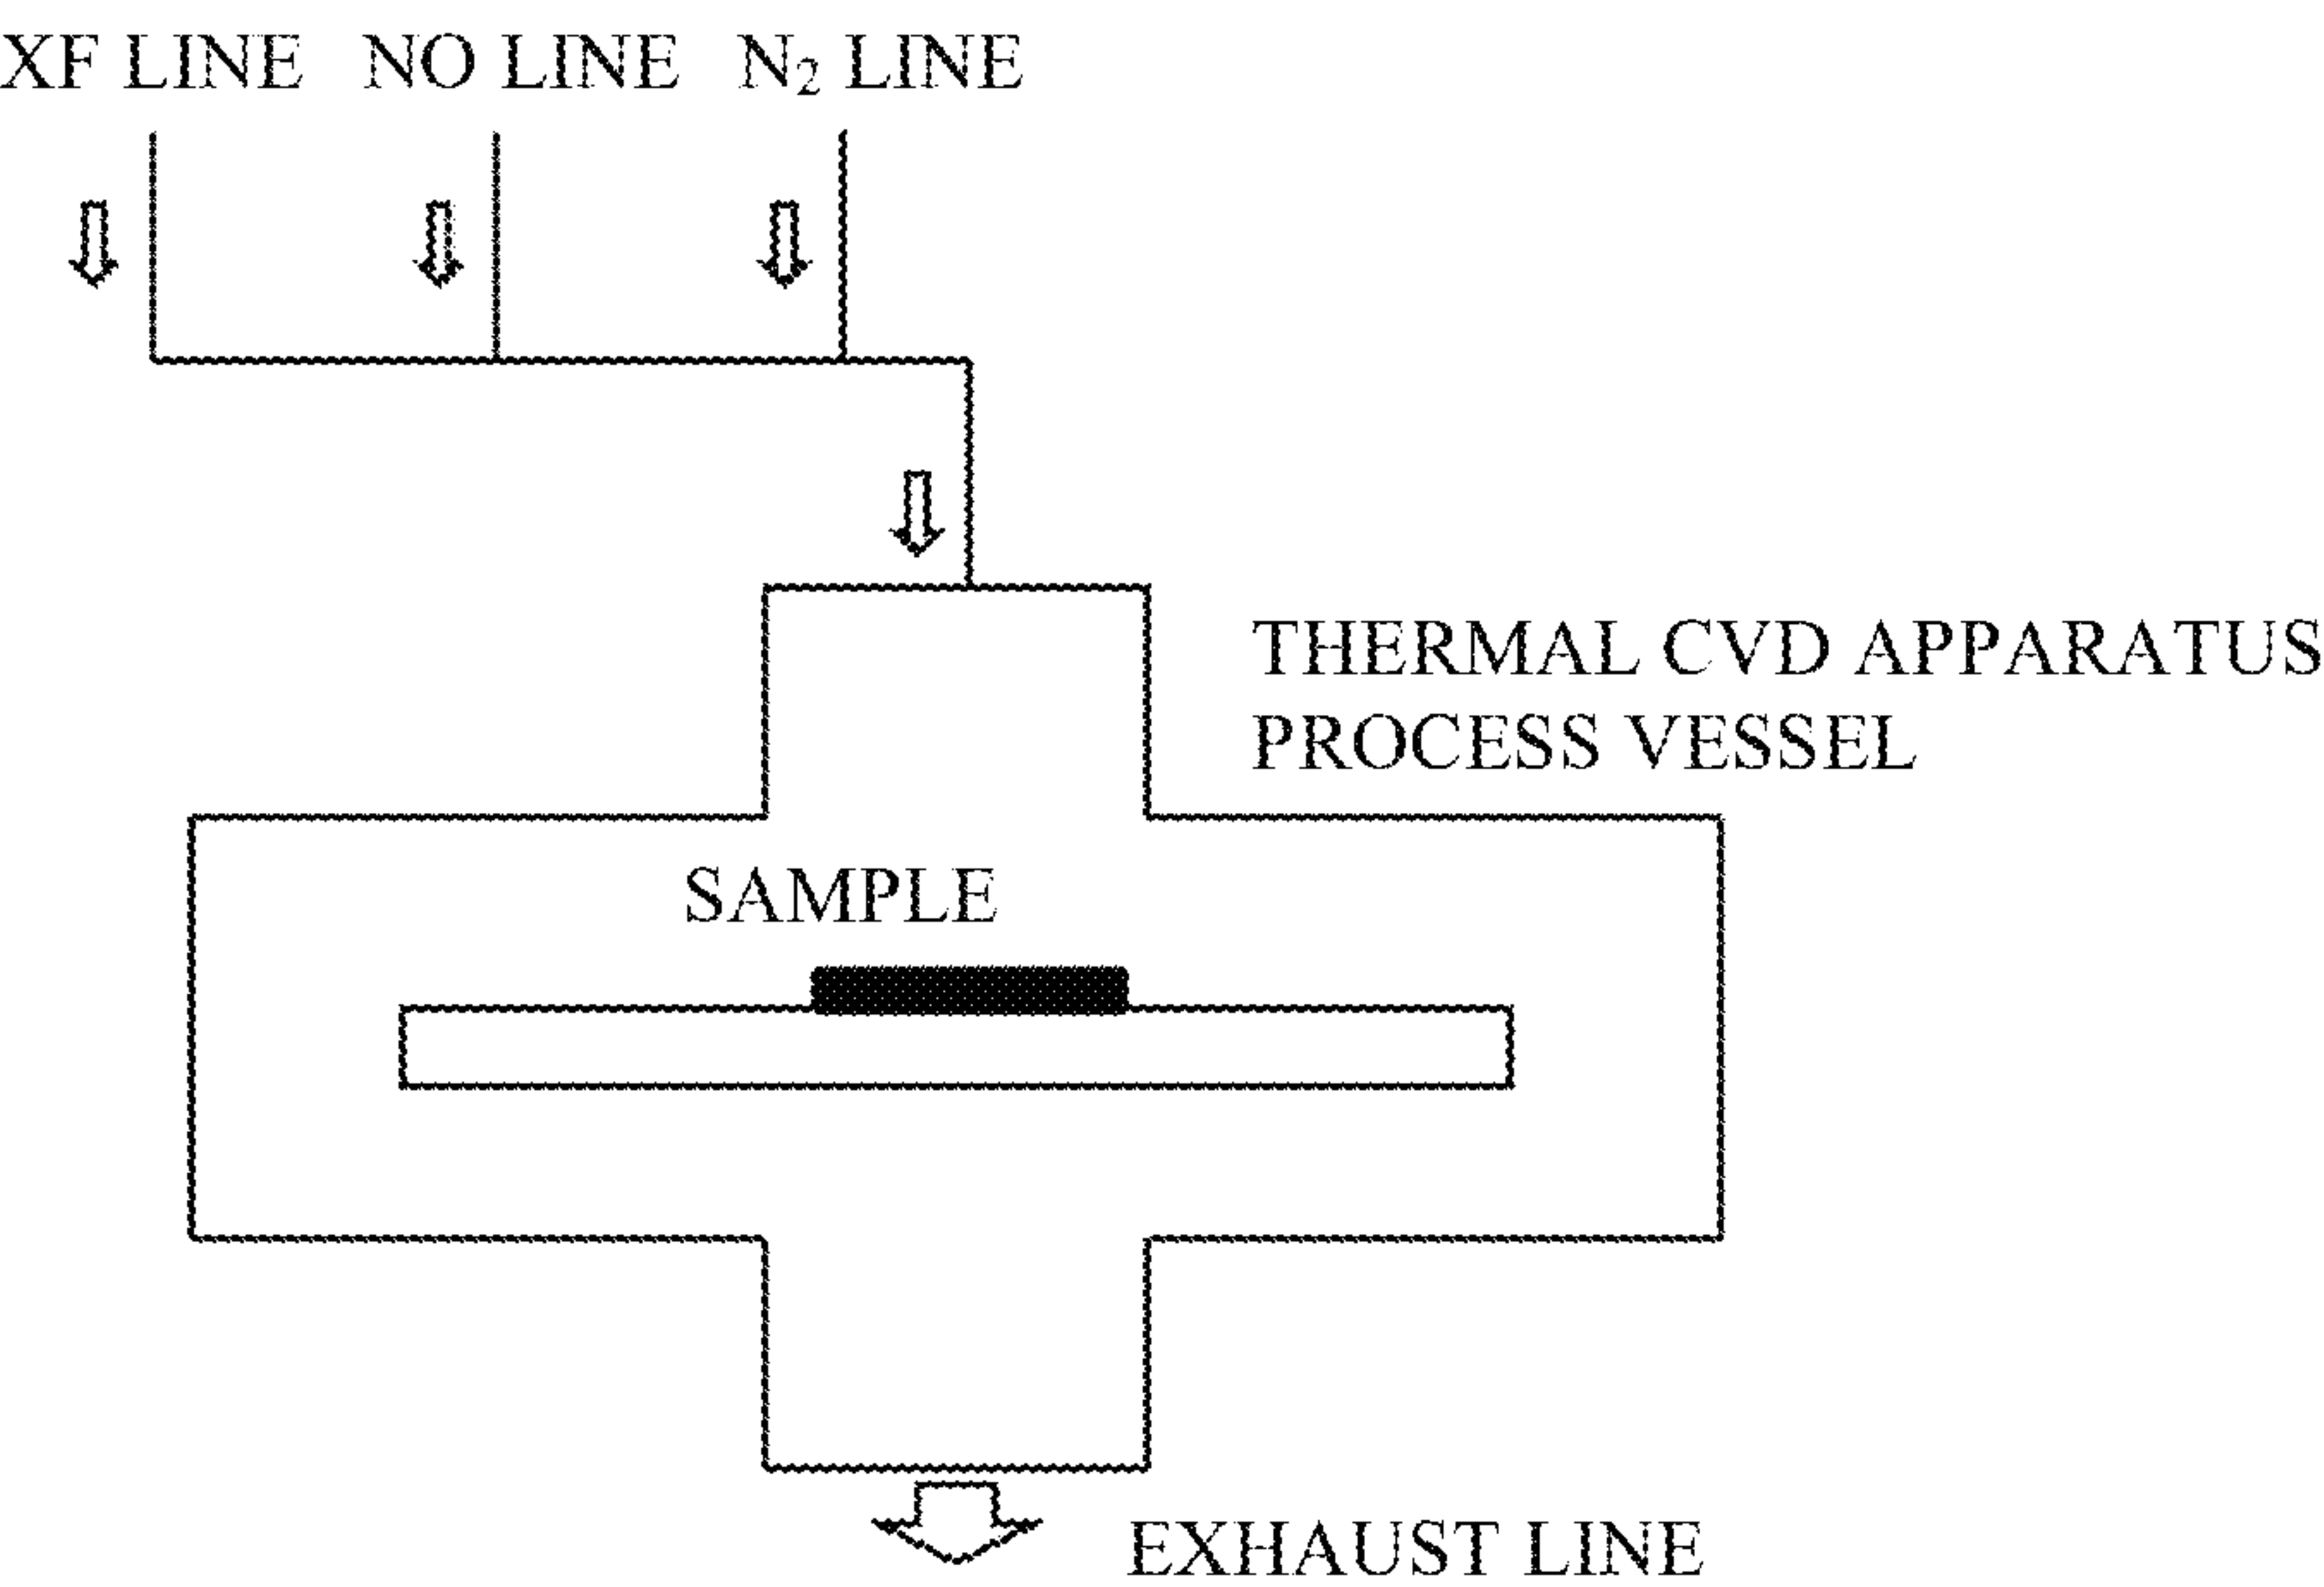 XF LINE NO LINE N₂ LINE
THERMAL CVD APPARATUS
PROCESS VESSEL
SAMPLE
EXHAUST LINE